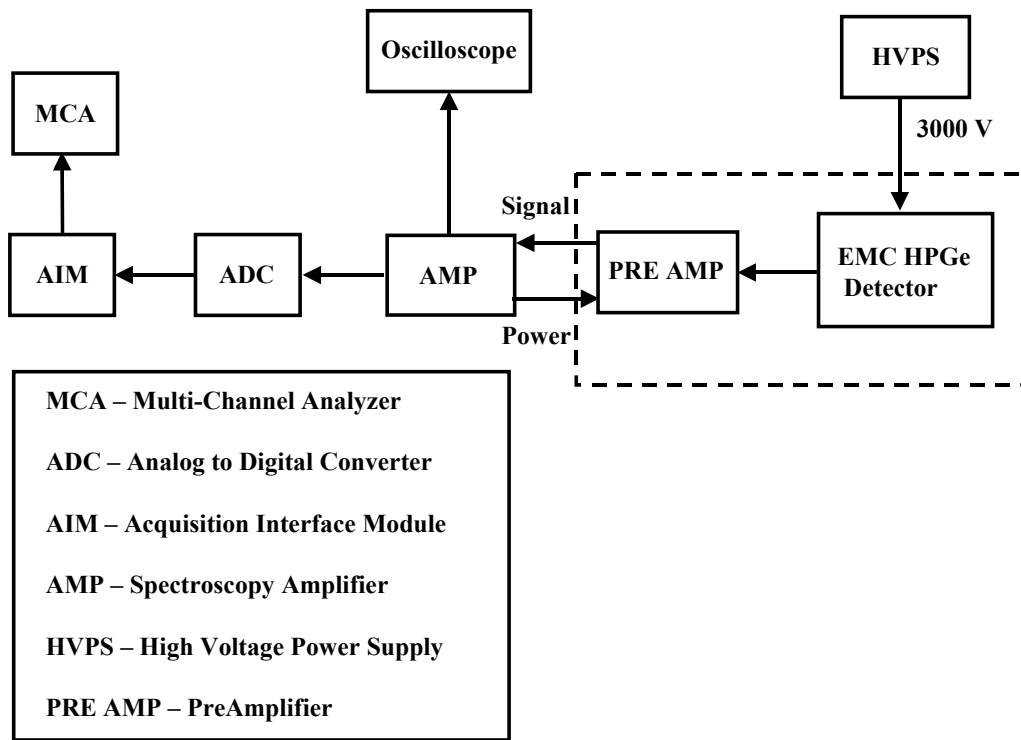 Oscilloscope
HVPS
MCA
3000 V
Signal
AIM
ADC
AMP
PRE AMP
EMC HPGe
Detector
Power
MCA – Multi-Channel Analyzer
ADC – Analog to Digital Converter
AIM – Acquisition Interface Module
AMP – Spectroscopy Amplifier
HVPS – High Voltage Power Supply
PRE AMP – PreAmplifier